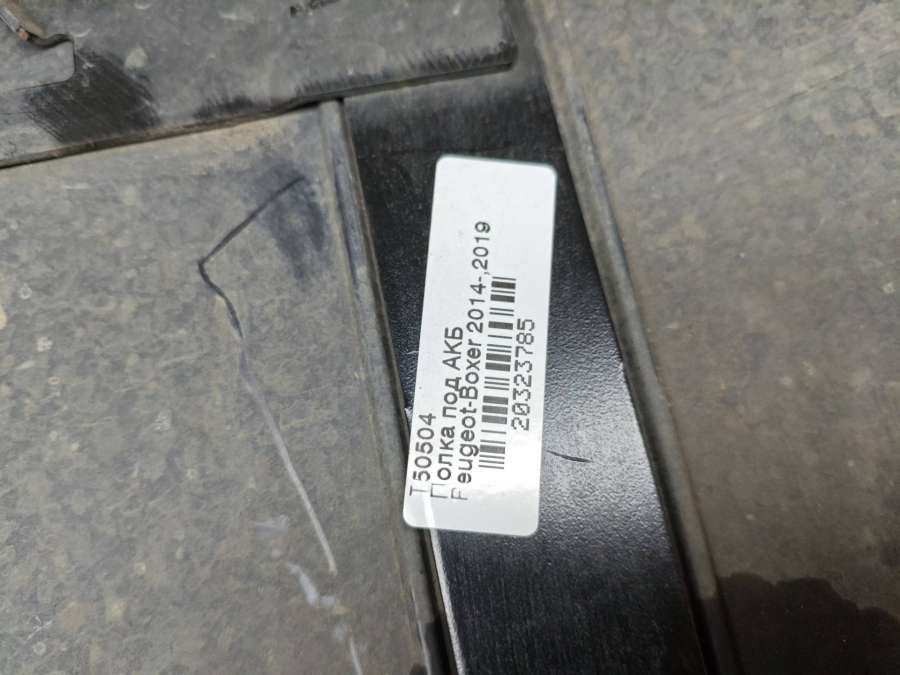 T50504
Полка под АКБ
Peugeot-Boxer 2014-,2019
20323785